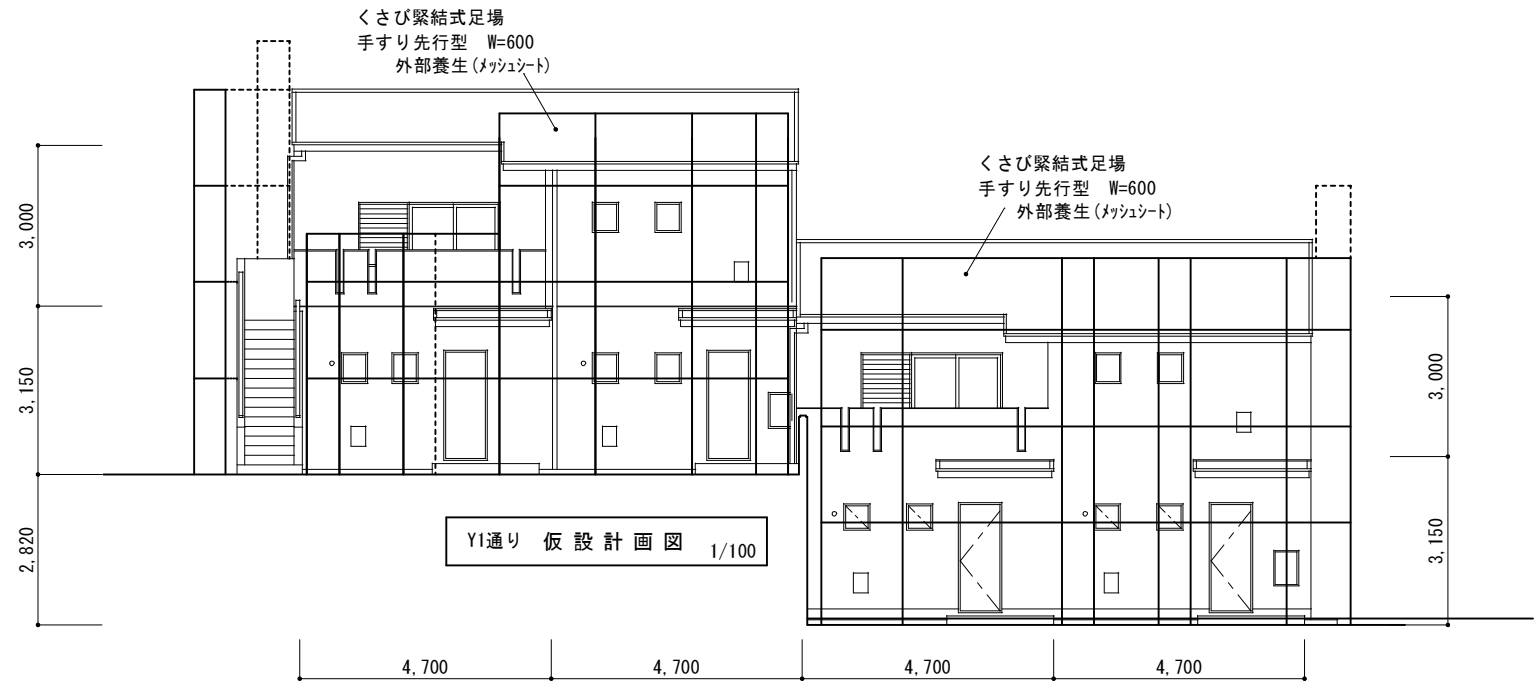 くさび緊結式足場
手すり先行型 W=600
外部養生(メッシュシート)
くさび緊結式足場
手すり先行型 W=600
外部養生(メッシュシート)
3,000
3,150
2,820
3,000
3,150
Y1通り 仮設計画図 1/100
4,700 4,700 4,700 4,700